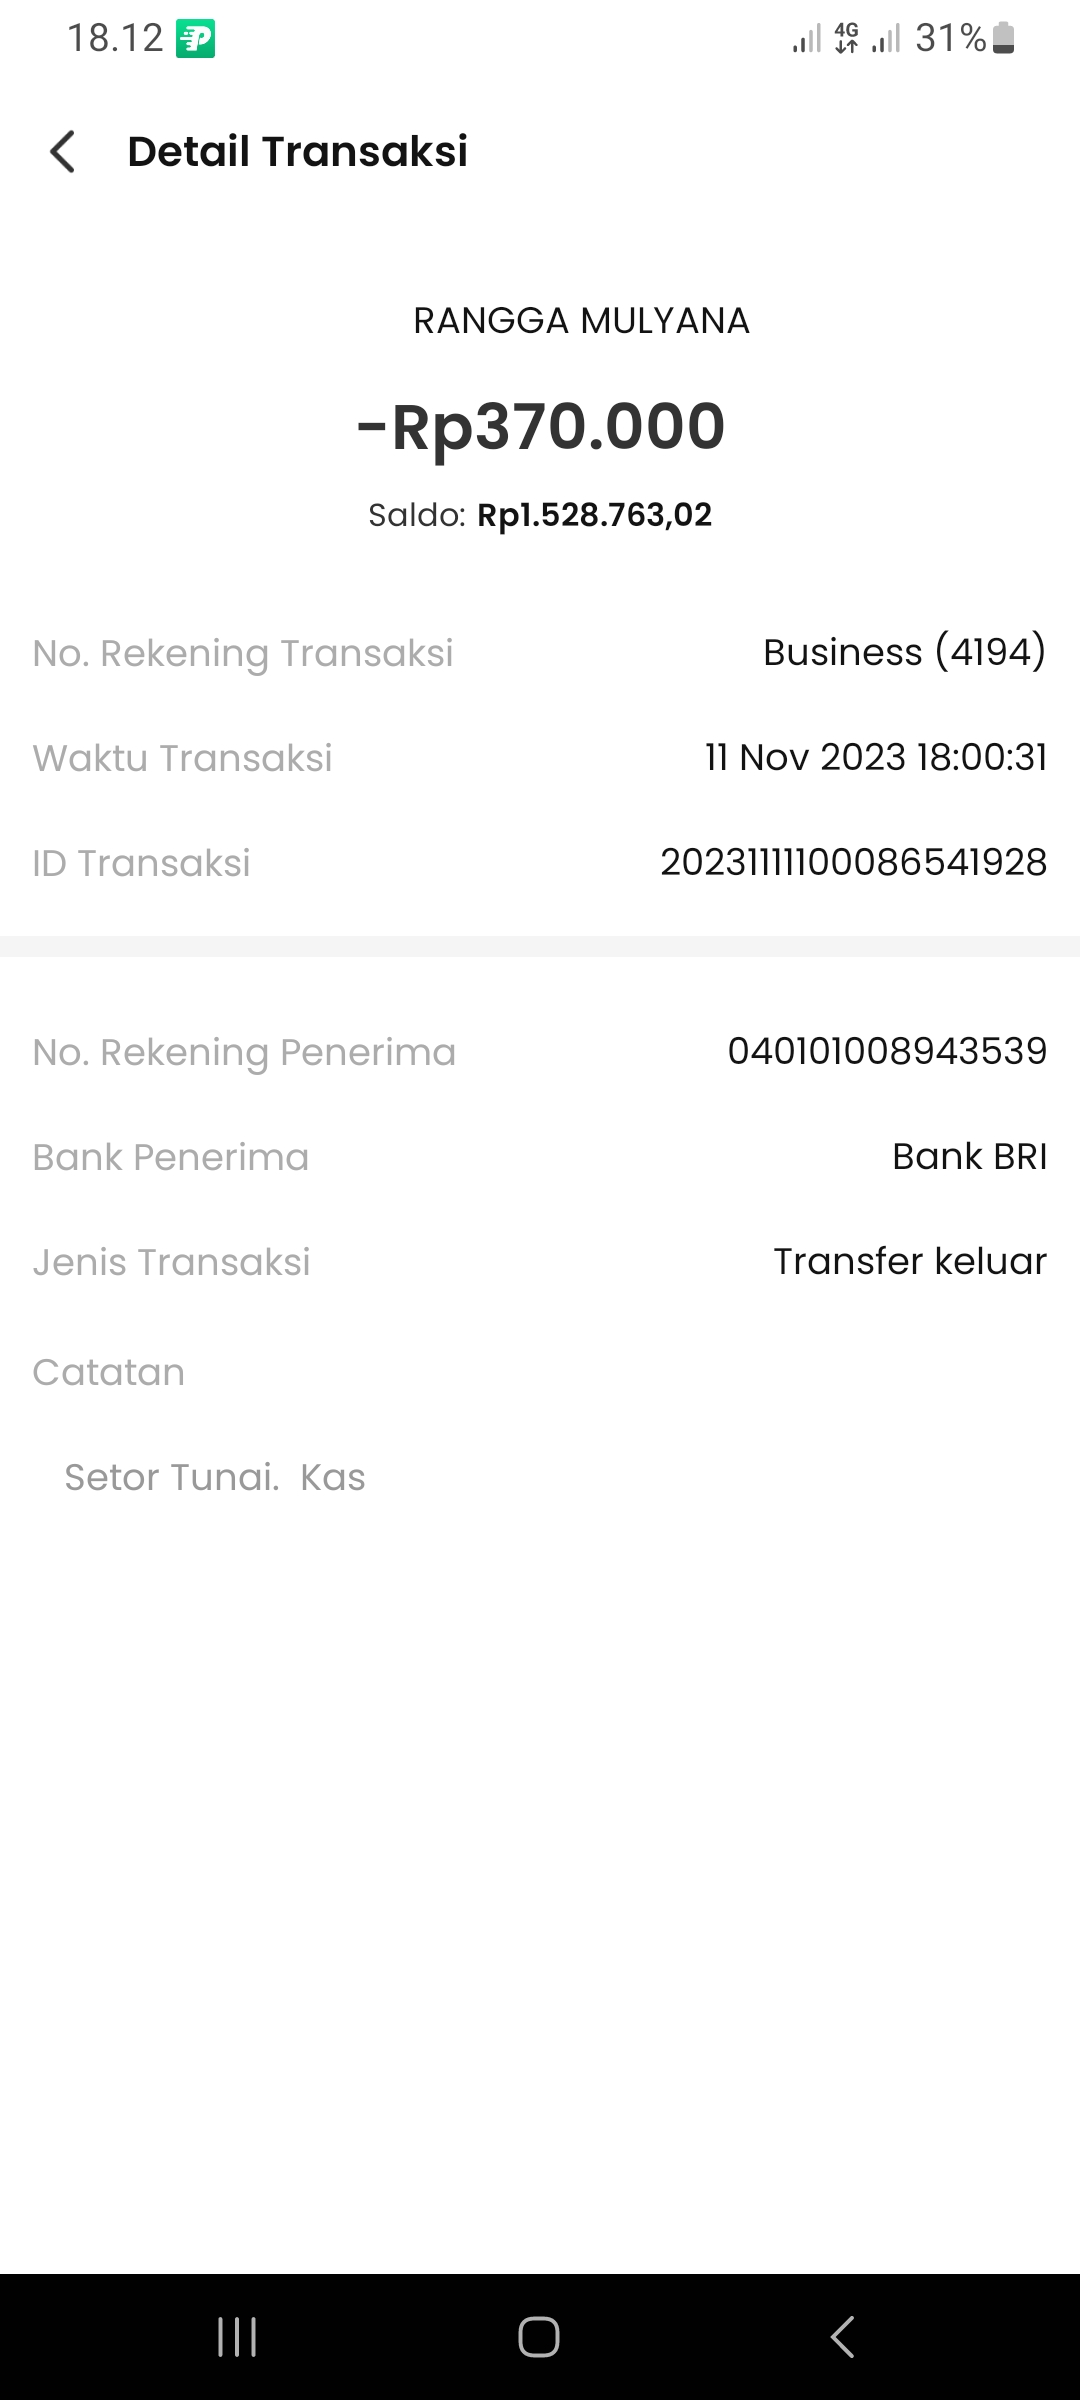 18.12
4G 31%
Detail Transaksi
RANGGA MULYANA
-Rp370.000
Saldo: Rp1.528.763,02
No. Rekening Transaksi Business (4194)
Waktu Transaksi 11 Nov 2023 18:00:31
ID Transaksi 20231111100086541928
No. Rekening Penerima 040101008943539
Bank Penerima Bank BRI
Jenis Transaksi Transfer keluar
Catatan
Setor Tunai. Kas